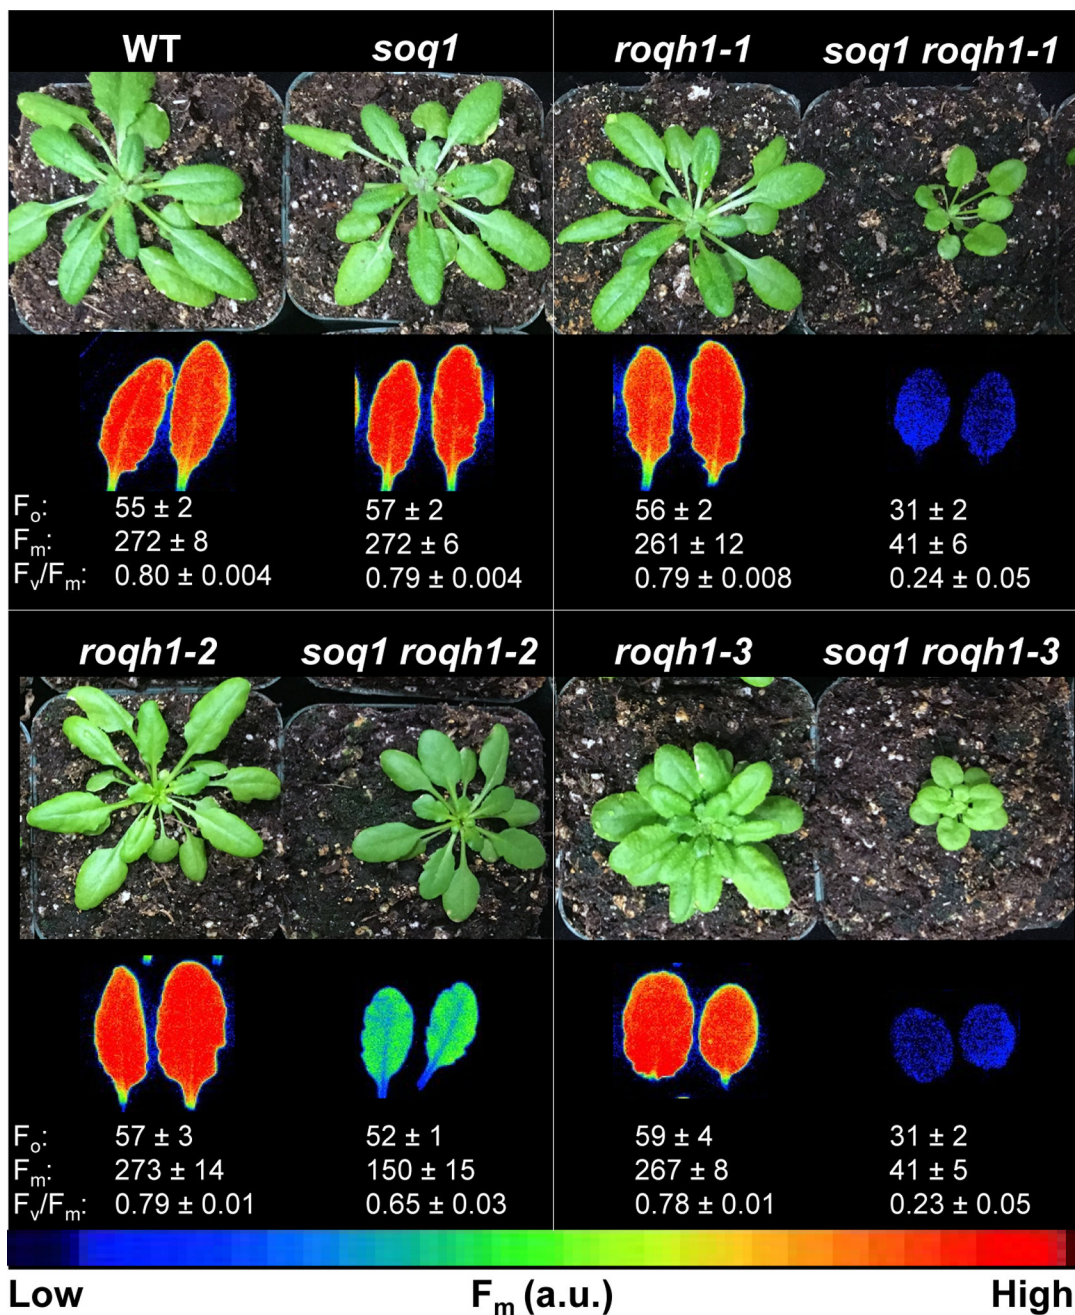 WT soq1 roqh1-1 soq1 roqh1-1
Fo: 55 ± 2 57 ± 2 56 ± 2 31 ± 2
Fm: 272 ± 8 272 ± 6 261 ± 12 41 ± 6
Fv/Fm: 0.80 ± 0.004 0.79 ± 0.004 0.79 ± 0.008 0.24 ± 0.05
roqh1-2 soq1 roqh1-2 roqh1-3 soq1 roqh1-3
Fo: 57 ± 3 52 ± 1 59 ± 4 31 ± 2
Fm: 273 ± 14 150 ± 15 267 ± 8 41 ± 5
Fv/Fm: 0.79 ± 0.01 0.65 ± 0.03 0.78 ± 0.01 0.23 ± 0.05
Low Fm (a.u.) High